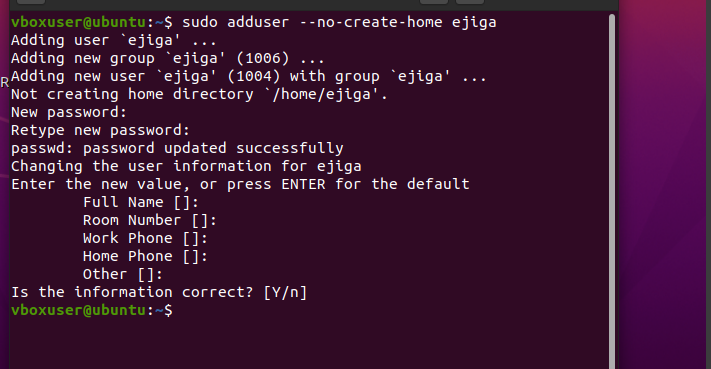 vboxuser@ubuntu:~$ sudo adduser --no-create-home ejiga
Adding user `ejiga' ...
Adding new group `ejiga' (1006) ...
Adding new user `ejiga' (1004) with group `ejiga' ...
Not creating home directory `/home/ejiga'.
New password:
Retype new password:
passwd: password updated successfully
Changing the user information for ejiga
Enter the new value, or press ENTER for the default
        Full Name []:
        Room Number []:
        Work Phone []:
        Home Phone []:
        Other []:
Is the information correct? [Y/n]
vboxuser@ubuntu:~$